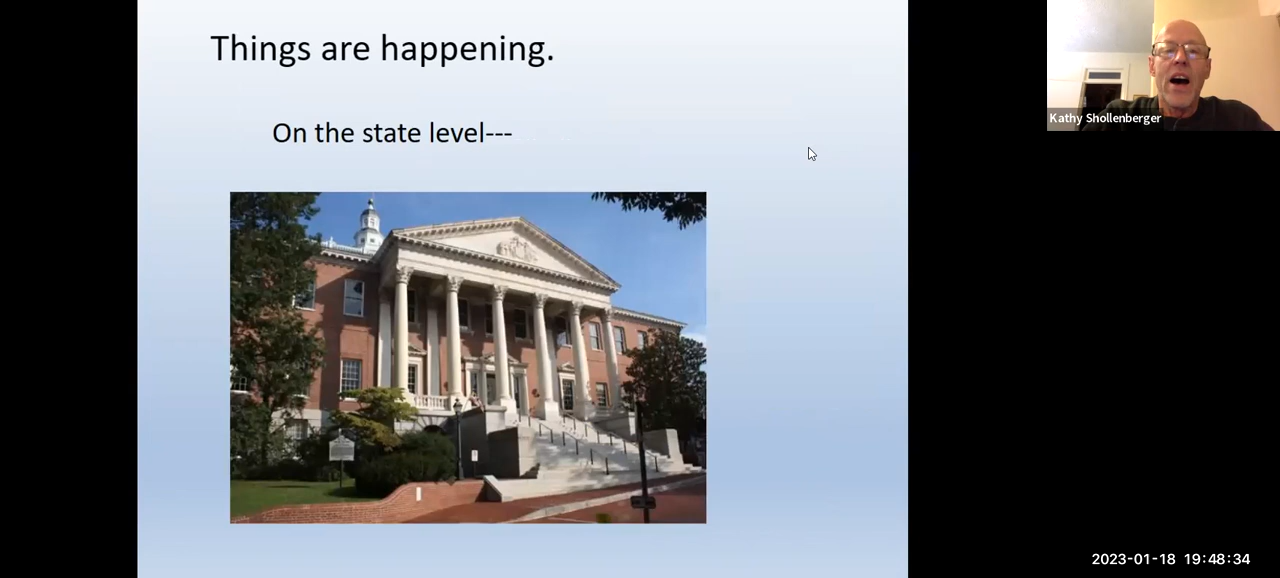 Things are happening.
On the state level---
Kathy Shollenberger
2023-01-18 19:48:34